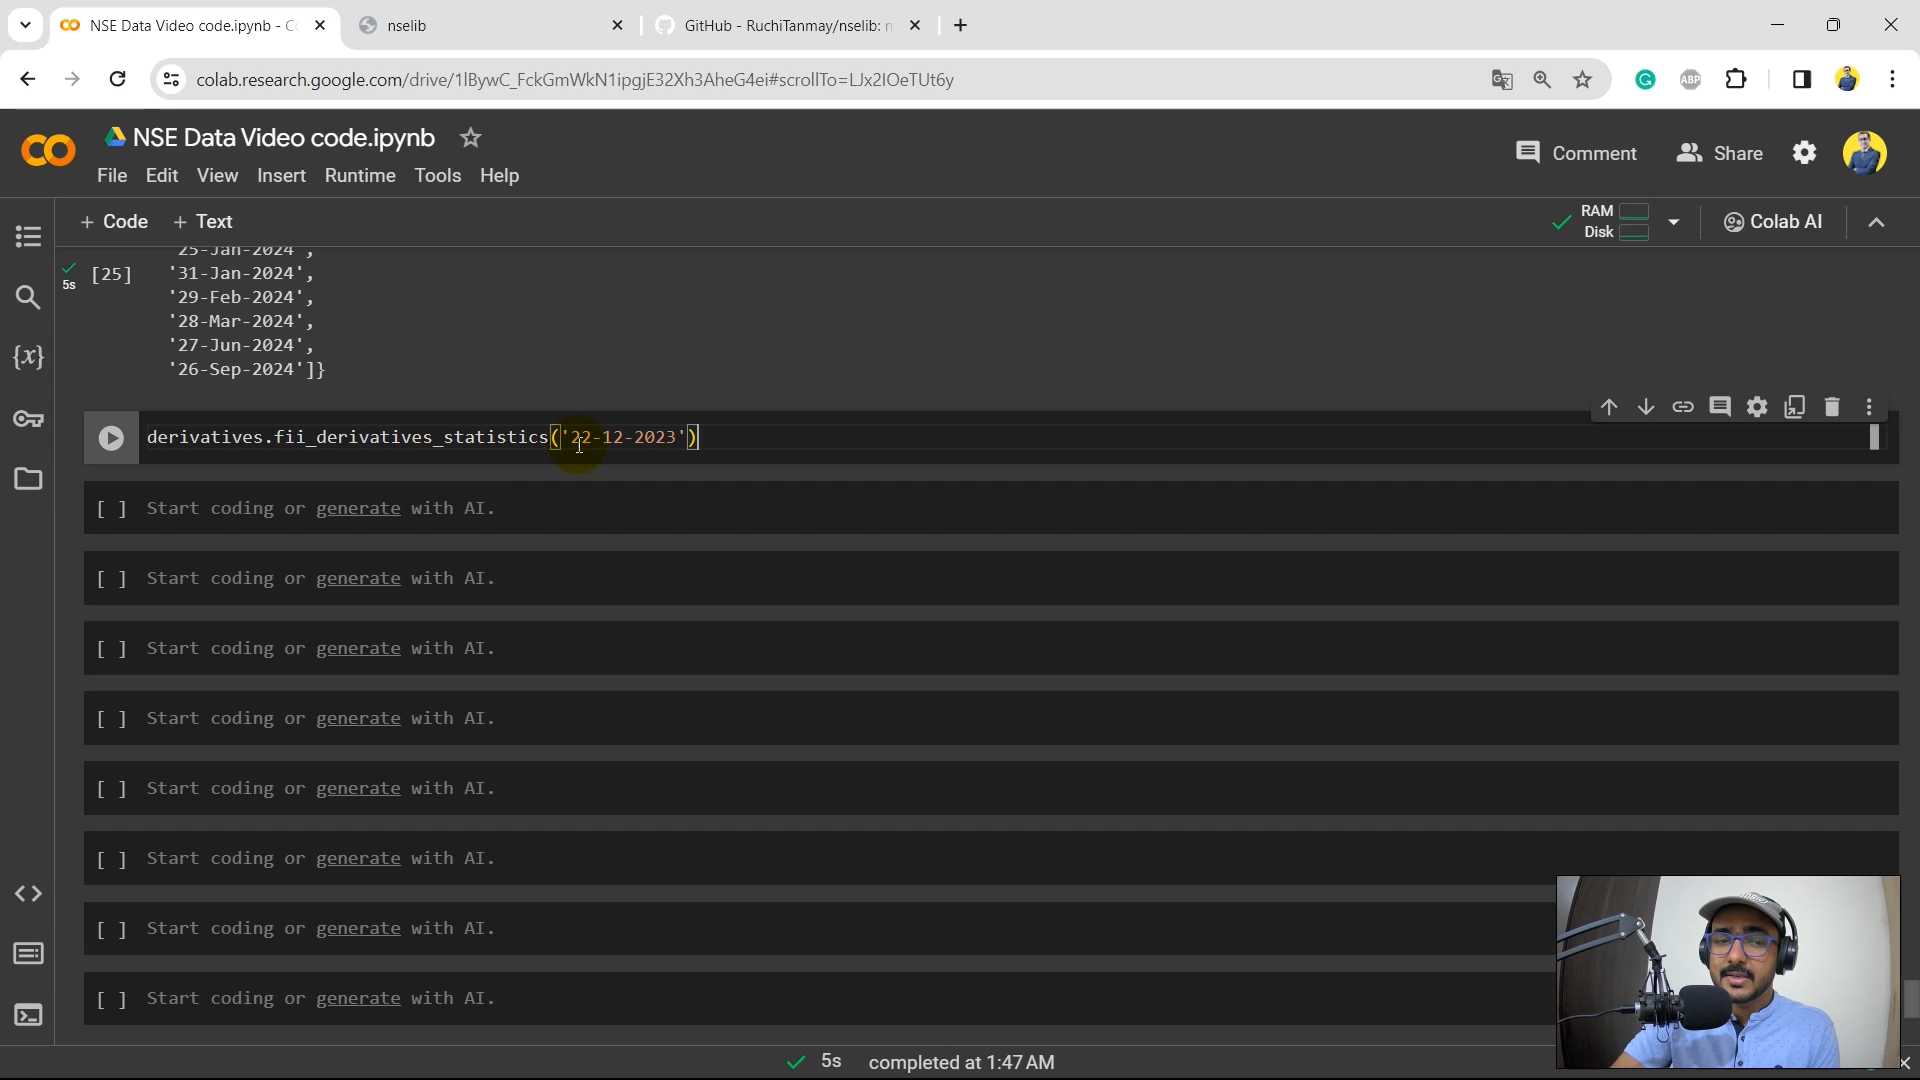 NSE Data Video code.ipynb - Co
nselib
GitHub - RuchiTanmay/nselib: n
colab.research.google.com/drive/1lBywC_FckGmWkN1ipgjE32Xh3AheG4ei#scrollTo=LJx2IOeTUt6y
ABP
NSE Data Video code.ipynb
Comment
Share
File Edit View Insert Runtime Tools Help
+ Code + Text
RAM
Disk
Colab AI
'25-Jan-2024',
5s [25] '31-Jan-2024',
'29-Feb-2024',
'28-Mar-2024',
'27-Jun-2024',
'26-Sep-2024']}
derivatives.fii_derivatives_statistics('22-12-2023')
[ ] Start coding or generate with AI.
[ ] Start coding or generate with AI.
[ ] Start coding or generate with AI.
[ ] Start coding or generate with AI.
[ ] Start coding or generate with AI.
[ ] Start coding or generate with AI.
[ ] Start coding or generate with AI.
[ ] Start coding or generate with AI.
5s completed at 1:47 AM